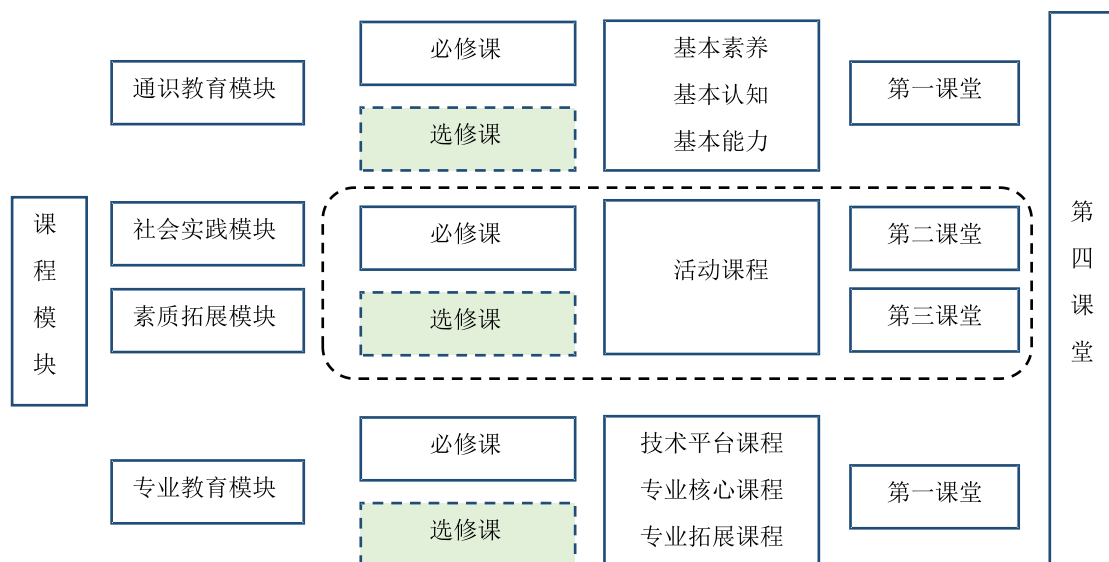 课程模块
通识教育模块
必修课
选修课
基本素养
基本认知
基本能力
第一课堂
社会实践模块
素质拓展模块
必修课
选修课
活动课程
第二课堂
第三课堂
专业教育模块
必修课
选修课
技术平台课程
专业核心课程
专业拓展课程
第一课堂
第四课堂